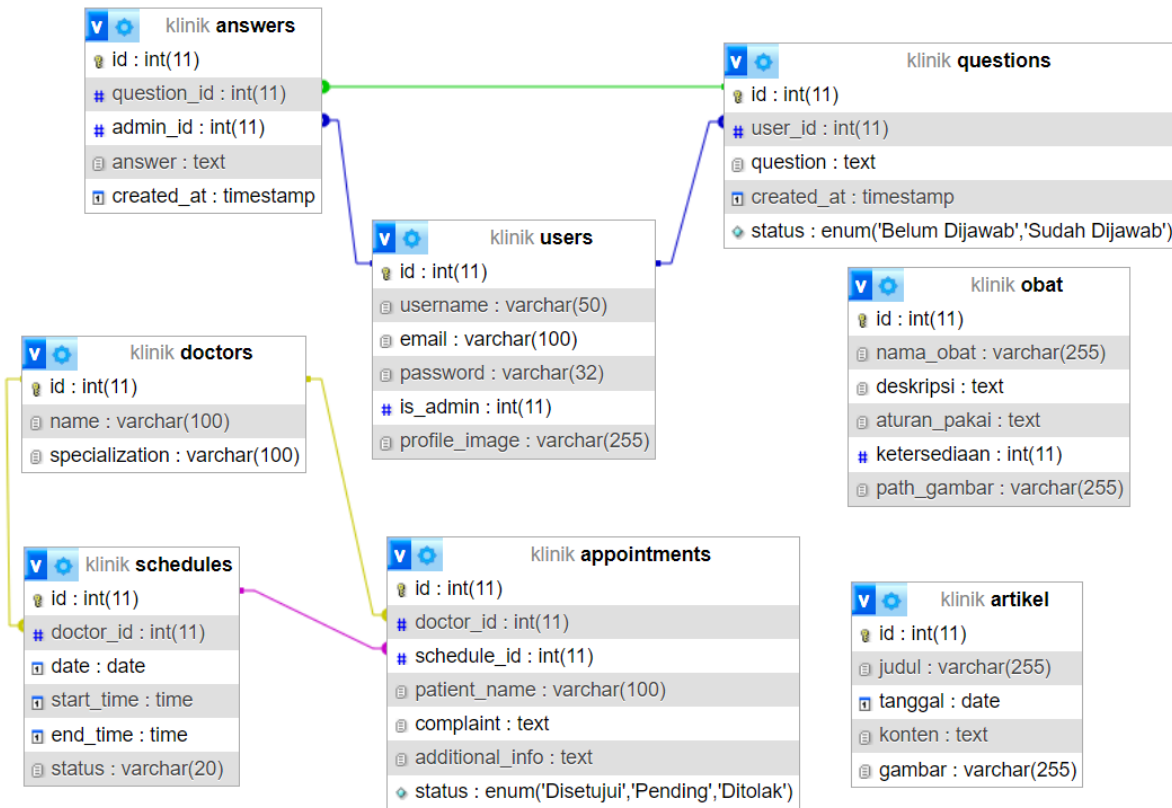 klinik answers
id : int(11)
question_id : int(11)
admin_id : int(11)
answer : text
created_at : timestamp
klinik questions
id : int(11)
user_id : int(11)
question : text
created_at : timestamp
status : enum('Belum Dijawab','Sudah Dijawab')
klinik users
id : int(11)
username : varchar(50)
email : varchar(100)
password : varchar(32)
is_admin : int(11)
profile_image : varchar(255)
klinik obat
id : int(11)
nama_obat : varchar(255)
deskripsi : text
aturan_pakai : text
ketersediaan : int(11)
path_gambar : varchar(255)
klinik doctors
id : int(11)
name : varchar(100)
specialization : varchar(100)
klinik schedules
id : int(11)
doctor_id : int(11)
date : date
start_time : time
end_time : time
status : varchar(20)
klinik appointments
id : int(11)
doctor_id : int(11)
schedule_id : int(11)
patient_name : varchar(100)
complaint : text
additional_info : text
status : enum('Disetujui','Pending','Ditolak')
klinik artikel
id : int(11)
judul : varchar(255)
tanggal : date
konten : text
gambar : varchar(255)